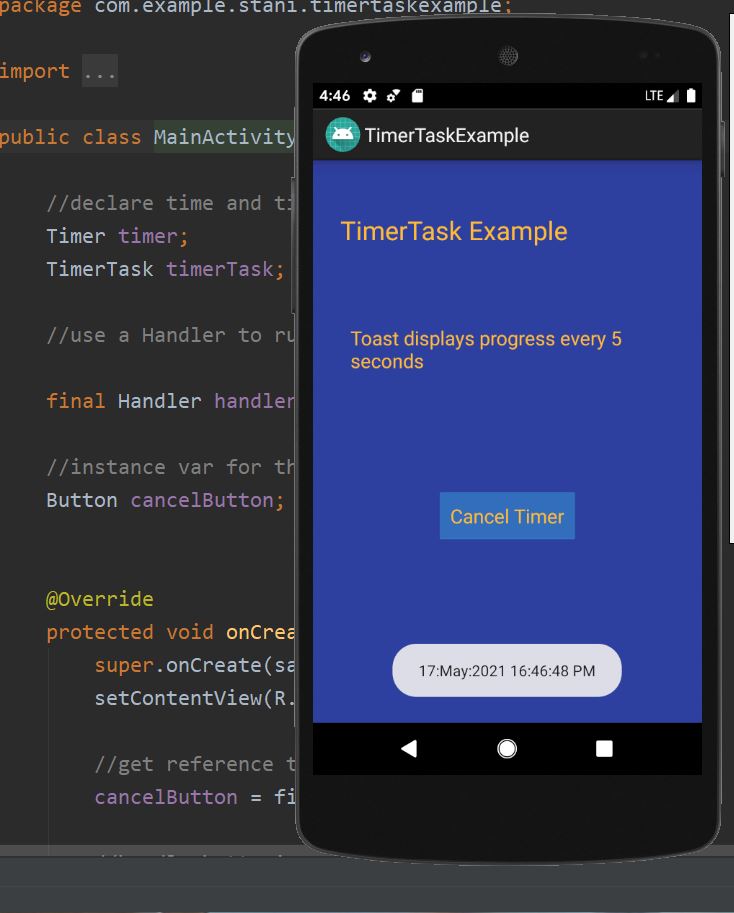 package com.example.stani.timertaskexample;
import ...
public class MainActivity
//declare time and ti
Timer timer;
TimerTask timerTask;
//use a Handler to ru
final Handler handler
//instance var for th
Button cancelButton;
@Override
protected void onCrea
super.onCreate(sa
setContentView(R.
//get reference t
cancelButton = fi
4:46
LTE
TimerTaskExample
TimerTask Example
Toast displays progress every 5
seconds
Cancel Timer
17:May:2021 16:46:48 PM